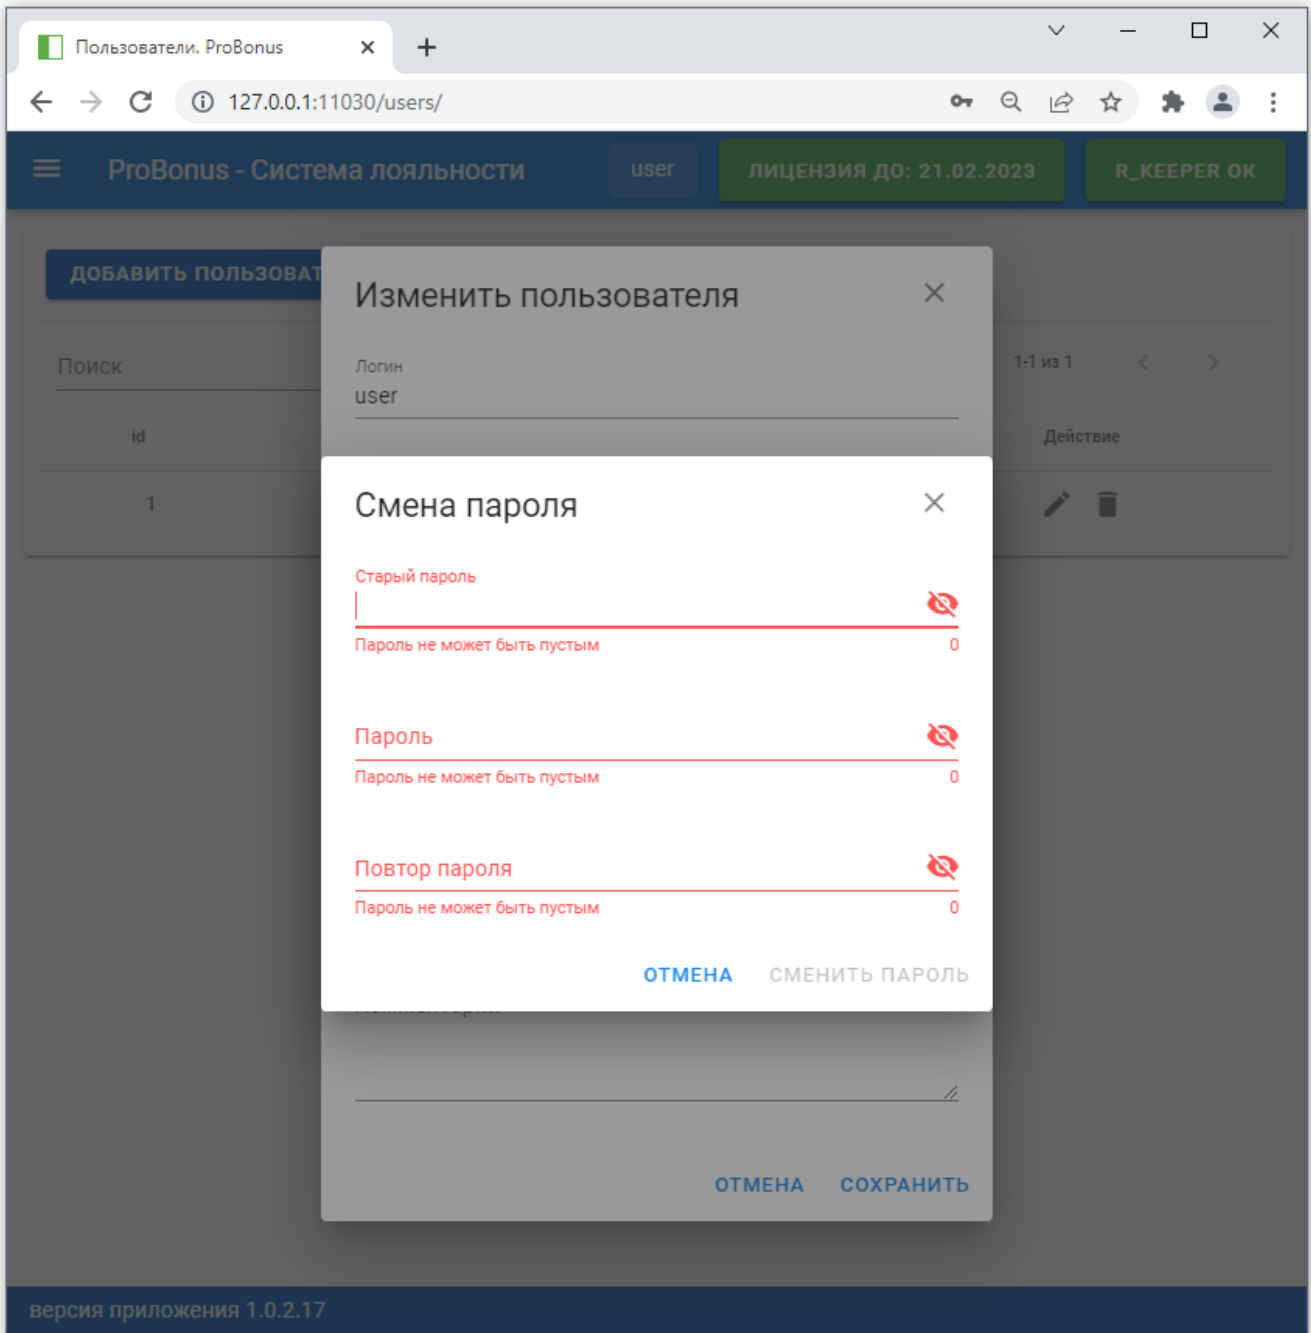 Пользователи. ProBonus
127.0.0.1:11030/users/
ProBonus - Система лояльности
user
ЛИЦЕНЗИЯ ДО: 21.02.2023
R_KEEPER OK
ДОБАВИТЬ
Изменить пользователя
Поиск
Логин
user
1-1 из 1
id
Действие
1
Смена пароля
Старый пароль
Пароль не может быть пустым
0
Пароль
Пароль не может быть пустым
0
Повтор пароля
Пароль не может быть пустым
0
ОТМЕНА
СМЕНИТЬ ПАРОЛЬ
ОТМЕНА
СОХРАНИТЬ
версия приложения 1.0.2.17